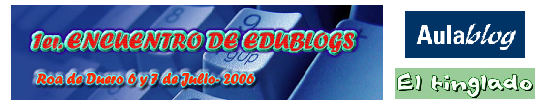 1er. ENCUENTRO DE EDUBLOGS
Roa de Duero 6 y 7 de Julio- 2006
Aulablog
El tinglado